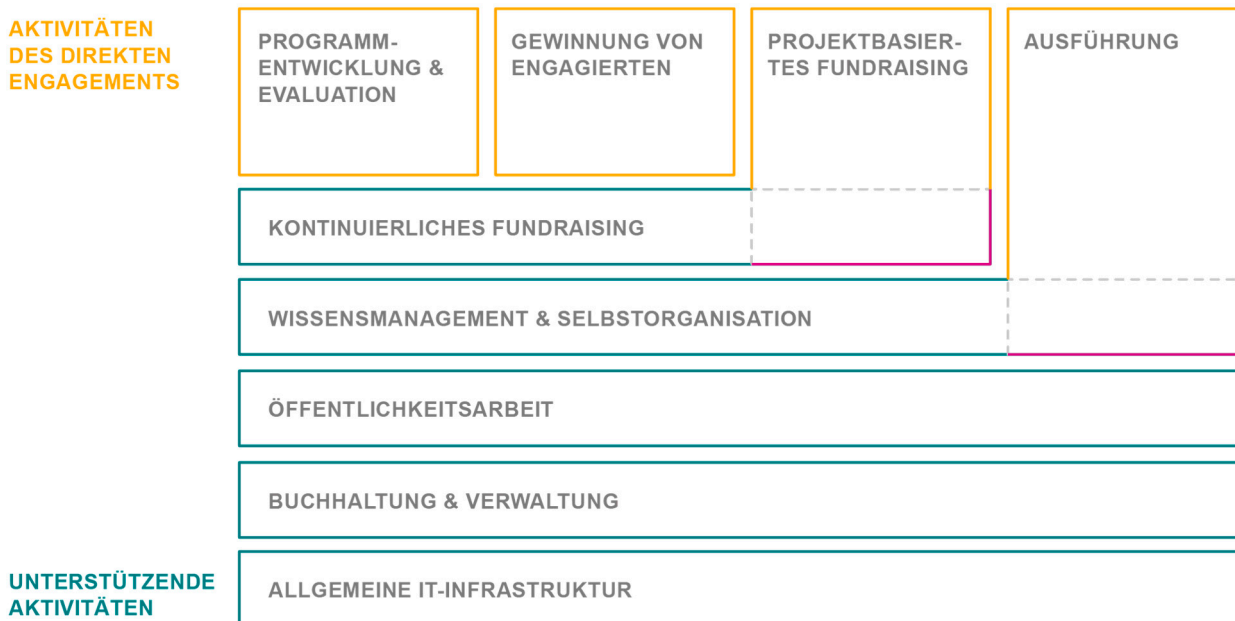 AKTIVITÄTEN
DES DIREKTEN
ENGAGEMENTS
PROGRAMM-
ENTWICKLUNG &
EVALUATION
GEWINNUNG VON
ENGAGIERTEN
PROJEKTBASIER-
TES FUNDRAISING
AUSFÜHRUNG
KONTINUIERLICHES FUNDRAISING
WISSENSMANAGEMENT & SELBSTORGANISATION
ÖFFENTLICHKEITSARBEIT
BUCHHALTUNG & VERWALTUNG
UNTERSTÜTZENDE
AKTIVITÄTEN
ALLGEMEINE IT-INFRASTRUKTUR